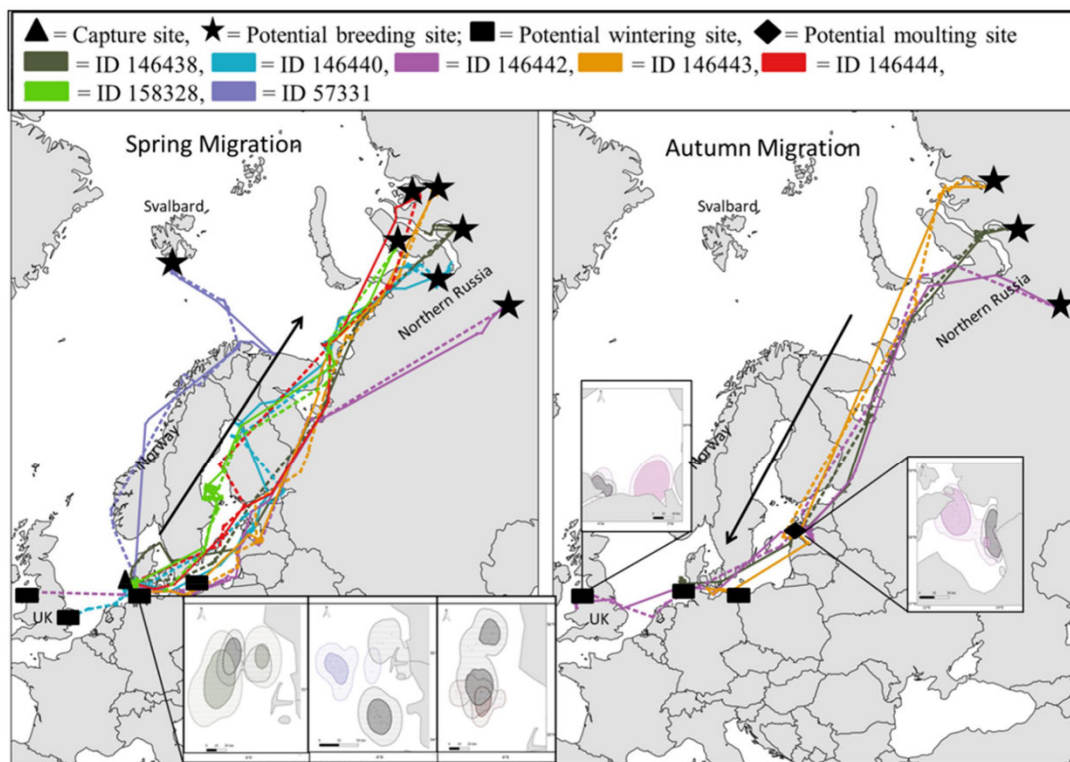 = Capture site, = Potential breeding site; = Potential wintering site, = Potential moulting site
= ID 146438, = ID 146440, = ID 146442, = ID 146443, = ID 146444,
= ID 158328, = ID 57331
Spring Migration
Svalbard
Northern Russia
Norway
UK
Autumn Migration
Svalbard
Northern Russia
Norway
UK